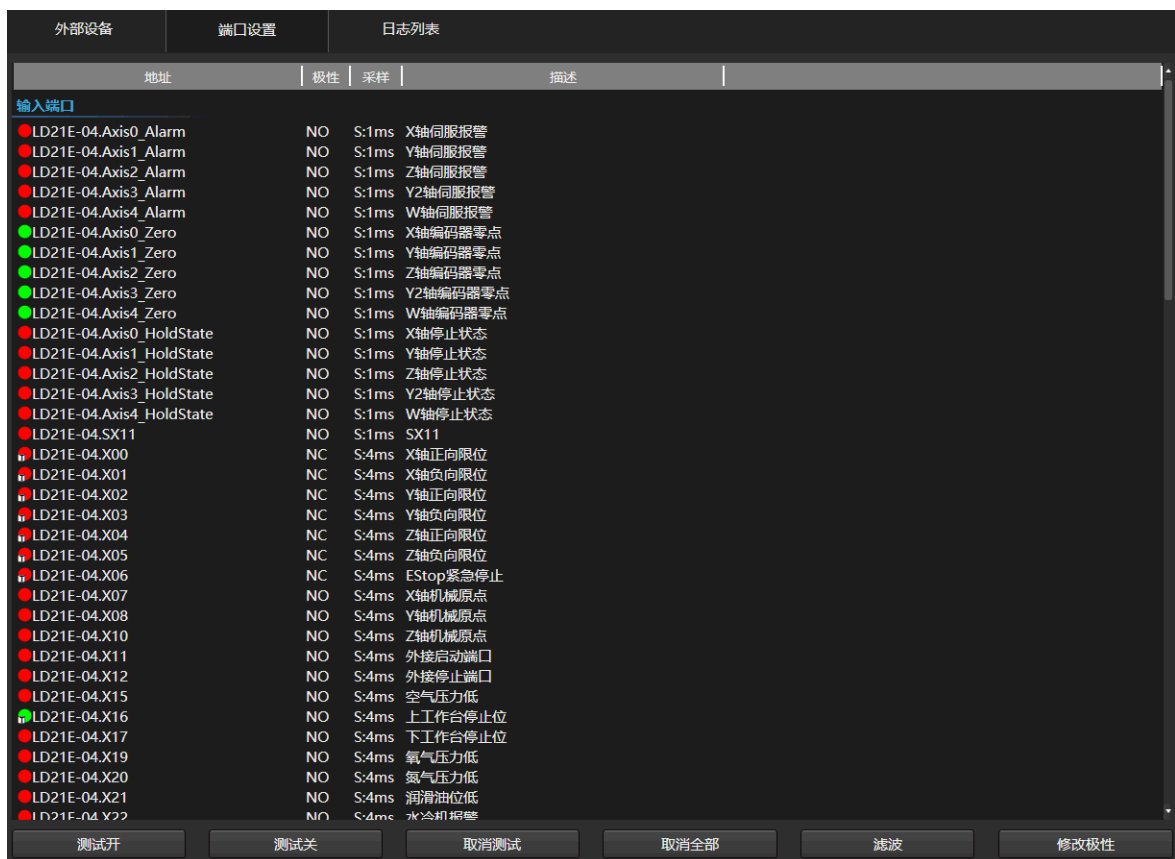 外部设备 端口设置 日志列表
地址 极性 采样 描述
输入端口
LD21E-04.Axis0_Alarm NO S:1ms X轴伺服报警
LD21E-04.Axis1_Alarm NO S:1ms Y轴伺服报警
LD21E-04.Axis2_Alarm NO S:1ms Z轴伺服报警
LD21E-04.Axis3_Alarm NO S:1ms Y2轴伺服报警
LD21E-04.Axis4_Alarm NO S:1ms W轴伺服报警
LD21E-04.Axis0_Zero NO S:1ms X轴编码器零点
LD21E-04.Axis1_Zero NO S:1ms Y轴编码器零点
LD21E-04.Axis2_Zero NO S:1ms Z轴编码器零点
LD21E-04.Axis3_Zero NO S:1ms Y2轴编码器零点
LD21E-04.Axis4_Zero NO S:1ms W轴编码器零点
LD21E-04.Axis0_HoldState NO S:1ms X轴停止状态
LD21E-04.Axis1_HoldState NO S:1ms Y轴停止状态
LD21E-04.Axis2_HoldState NO S:1ms Z轴停止状态
LD21E-04.Axis3_HoldState NO S:1ms Y2轴停止状态
LD21E-04.Axis4_HoldState NO S:1ms W轴停止状态
LD21E-04.SX11 NO S:1ms SX11
LD21E-04.X00 NC S:4ms X轴正向限位
LD21E-04.X01 NC S:4ms X轴负向限位
LD21E-04.X02 NC S:4ms Y轴正向限位
LD21E-04.X03 NC S:4ms Y轴负向限位
LD21E-04.X04 NC S:4ms Z轴正向限位
LD21E-04.X05 NC S:4ms Z轴负向限位
LD21E-04.X06 NC S:4ms EStop紧急停止
LD21E-04.X07 NO S:4ms X轴机械原点
LD21E-04.X08 NO S:4ms Y轴机械原点
LD21E-04.X10 NO S:4ms Z轴机械原点
LD21E-04.X11 NO S:4ms 外接启动端口
LD21E-04.X12 NO S:4ms 外接停止端口
LD21E-04.X15 NO S:4ms 空气压力低
LD21E-04.X16 NO S:4ms 上工作台停止位
LD21E-04.X17 NO S:4ms 下工作台停止位
LD21E-04.X19 NO S:4ms 氧气压力低
LD21E-04.X20 NO S:4ms 氮气压力低
LD21E-04.X21 NO S:4ms 润滑油位低
LD21E-04.X22 NO S:4ms 水冷机报警
测试开 测试关 取消测试 取消全部 滤波 修改极性